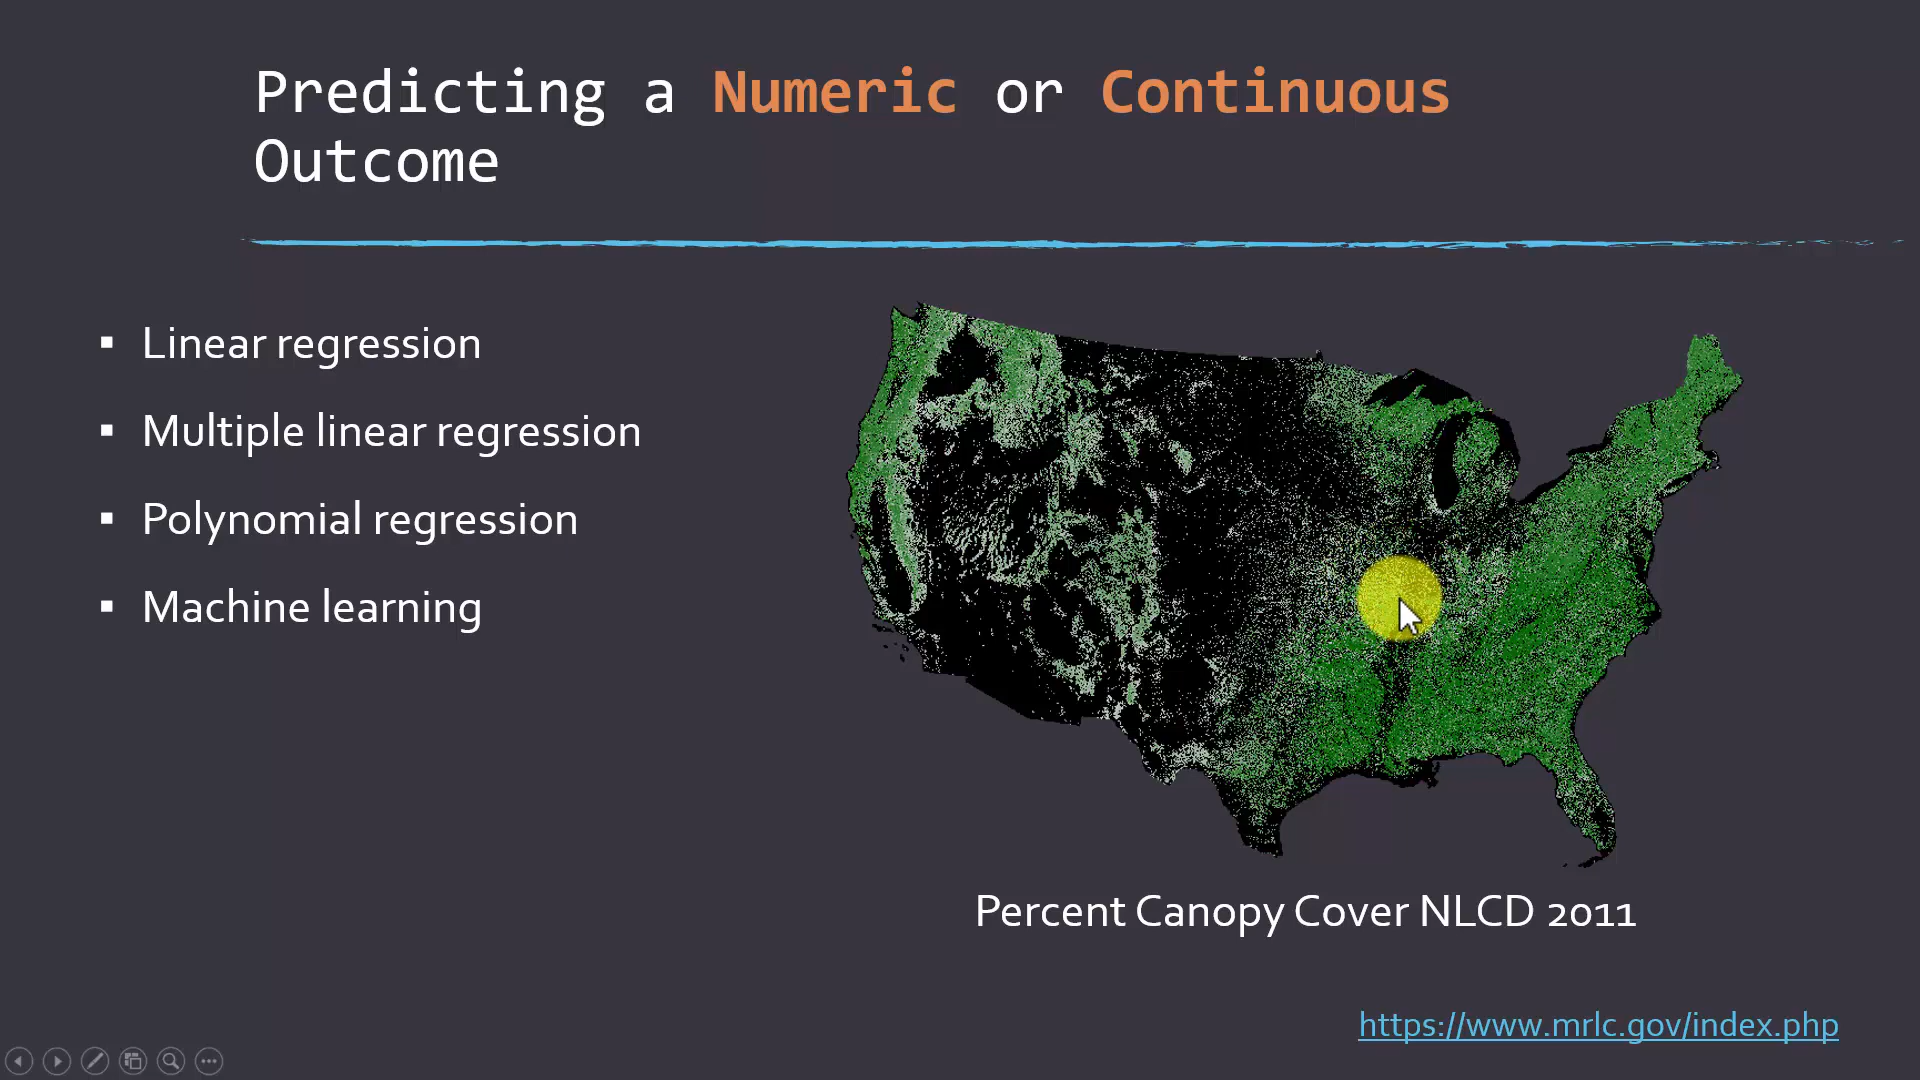 Predicting a Numeric or Continuous
Outcome
▪ Linear regression
▪ Multiple linear regression
▪ Polynomial regression
▪ Machine learning
Percent Canopy Cover NLCD 2011
https://www.mrlc.gov/index.php